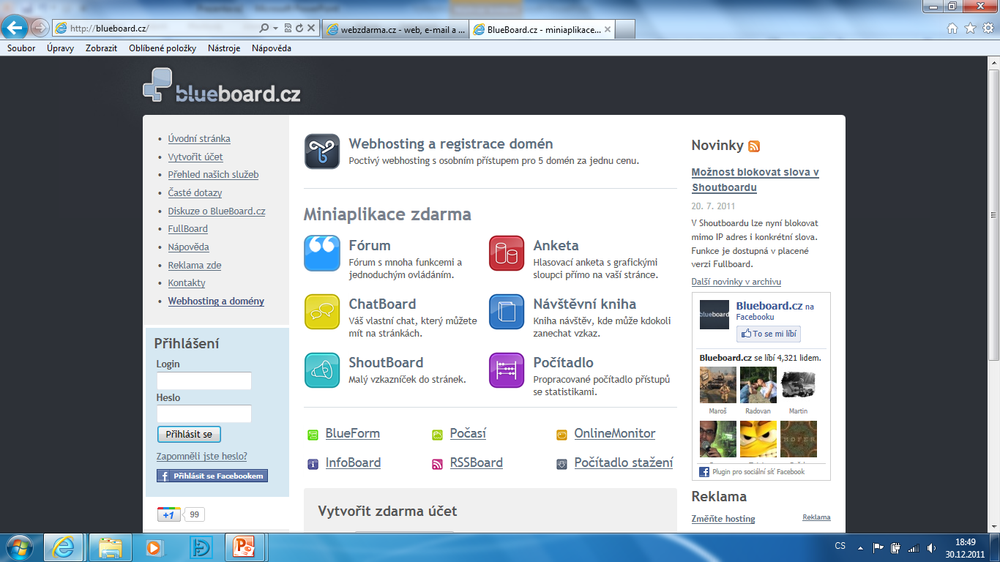 http://blueboard.cz/
webzdarma.cz - web, e-mail a ...
BlueBoard.cz - miniaplikace...
Soubor Úpravy Zobrazit Oblíbené položky Nástroje Nápověda
blueboard.cz
Úvodní stránka
Vytvořit účet
Přehled našich služeb
Časté dotazy
Diskuze o BlueBoard.cz
FullBoard
Nápověda
Reklama zde
Kontakty
Webhosting a domény
Přihlášení
Login
Heslo
Přihlásit se
Zapomněli jste heslo?
Přihlásit se Facebookem
+1 99
Webhosting a registrace domén
Poctivý webhosting s osobním přístupem pro 5 domén za jednu cenu.
Miniaplikace zdarma
Fórum
Fórum s mnoha funkcemi a
jednoduchým ovládáním.
Anketa
Hlasovací anketa s grafickými
sloupci přímo na vaší stránce.
ChatBoard
Váš vlastní chat, který můžete
mít na stránkách.
Návštěvní kniha
Kniha návštěv, kde může kdokoli
zanechat vzkaz.
ShoutBoard
Malý vzkazníček do stránek.
Počítadlo
Propracované počítadlo přístupů
se statistikami.
BlueForm Počasí OnlineMonitor
InfoBoard RSSBoard Počítadlo stažení
Vytvořit zdarma účet
Novinky
Možnost blokovat slova v
Shoutboardu
20. 7. 2011
V Shoutboardu lze nyní blokovat
mimo IP adres i konkrétní slova.
Funkce je dostupná v placené
verzi Fullboard.
Další novinky v archivu
blueboard
Blueboard.cz na
Facebooku
To se mi líbí
Blueboard.cz se líbí 4,321 lidem.
Maroš Radovan Martin
HOFER
Plugin pro sociální síť Facebook
Reklama
Změňte hosting Reklama
CS
18:49
30.12.2011